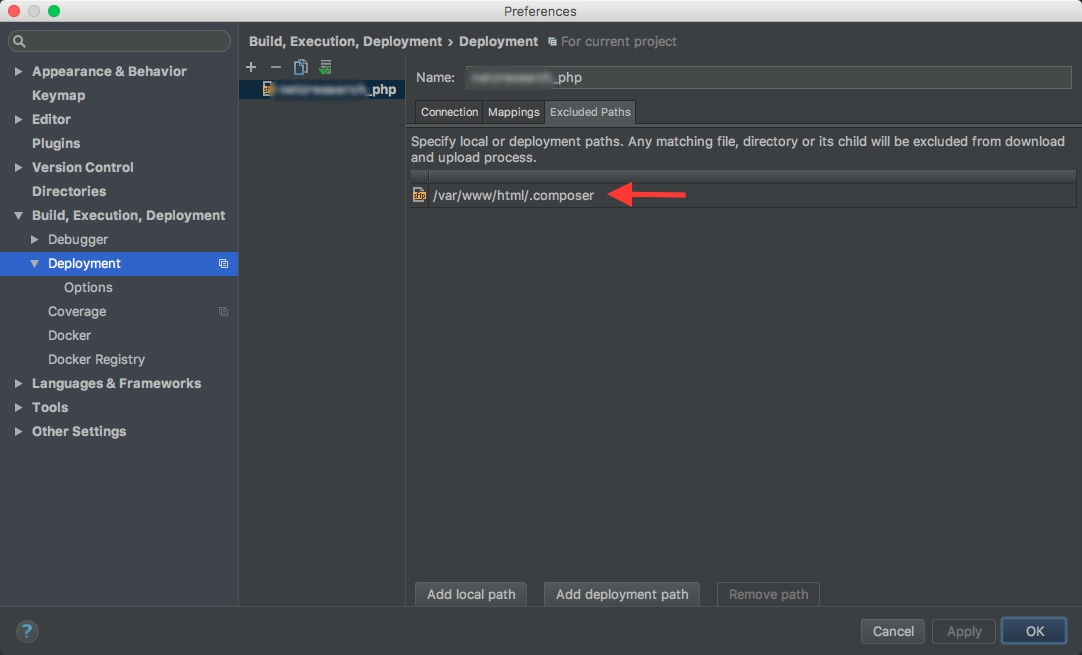 Preferences
Build, Execution, Deployment › Deployment For current project
Appearance & Behavior
Keymap
Editor
Plugins
Version Control
Directories
Build, Execution, Deployment
Debugger
Deployment
Options
Coverage
Docker
Docker Registry
Languages & Frameworks
Tools
Other Settings
_php
Name: _php
Connection Mappings Excluded Paths
Specify local or deployment paths. Any matching file, directory or its child will be excluded from download
and upload process.
/var/www/html/.composer
Add local path Add deployment path Remove path
? Cancel Apply OK